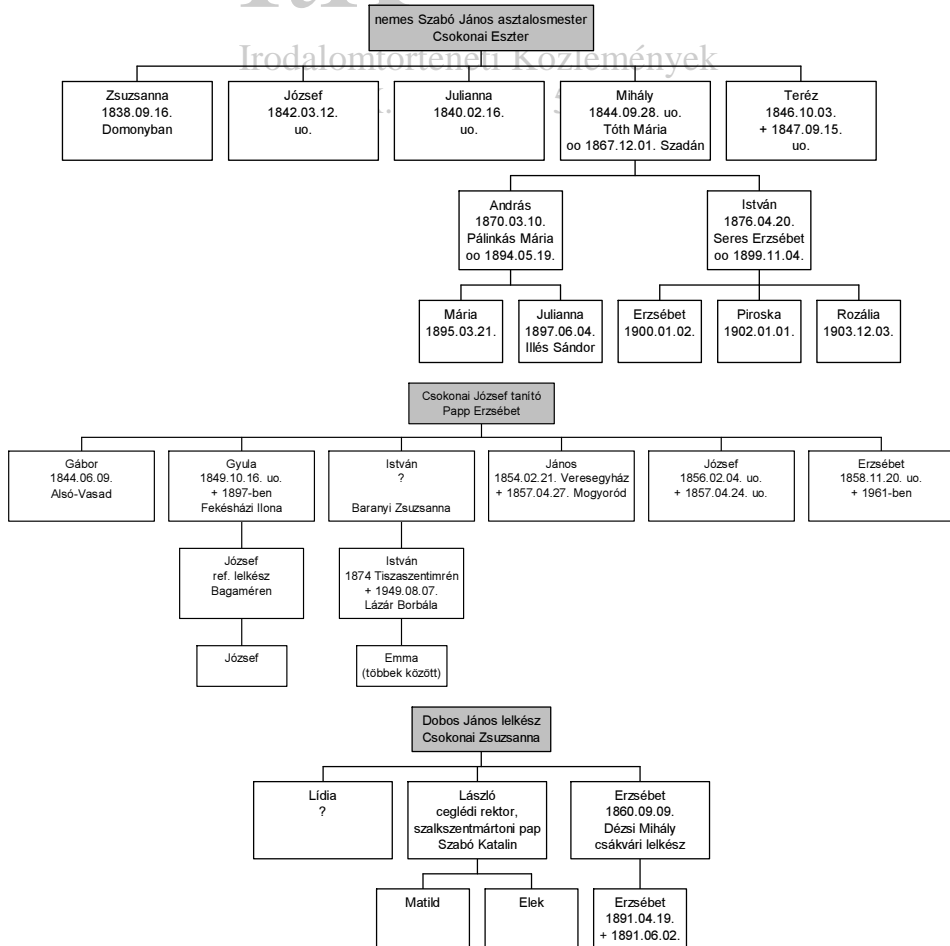 nemes Szabó János asztalosmester
Csokonai Eszter
Irodalomtörténeti Közlemények
Zsuzsanna
1838.09.16.
Domonyban
József
1842.03.12.
uo.
Julianna
1840.02.16.
uo.
Mihály
1844.09.28. uo.
Tóth Mária
oo 1867.12.01. Szadán
Teréz
1846.10.03.
+ 1847.09.15.
uo.
András
1870.03.10.
Pálinkás Mária
oo 1894.05.19.
István
1876.04.20.
Seres Erzsébet
oo 1899.11.04.
Mária
1895.03.21.
Julianna
1897.06.04.
Illés Sándor
Erzsébet
1900.01.02.
Piroska
1902.01.01.
Rozália
1903.12.03.
Csokonai József tanító
Papp Erzsébet
Gábor
1844.06.09.
Alsó-Vasad
Gyula
1849.10.16. uo.
+ 1897-ben
Fekésházi Ilona
István
?
Baranyi Zsuzsanna
János
1854.02.21. Veresegyház
+ 1857.04.27. Mogyoród
József
1856.02.04. uo.
+ 1857.04.24. uo.
Erzsébet
1858.11.20. uo.
+ 1961-ben
József
ref. lelkész
Bagaméren
István
1874 Tiszaszentimrén
+ 1949.08.07.
Lázár Borbála
József
Emma
(többek között)
Dobos János lelkész
Csokonai Zsuzsanna
Lídia
?
László
ceglédi rektor,
szalkszentmártoni pap
Szabó Katalin
Erzsébet
1860.09.09.
Dézsi Mihály
csákvári lelkész
Matild
Elek
Erzsébet
1891.04.19.
+ 1891.06.02.